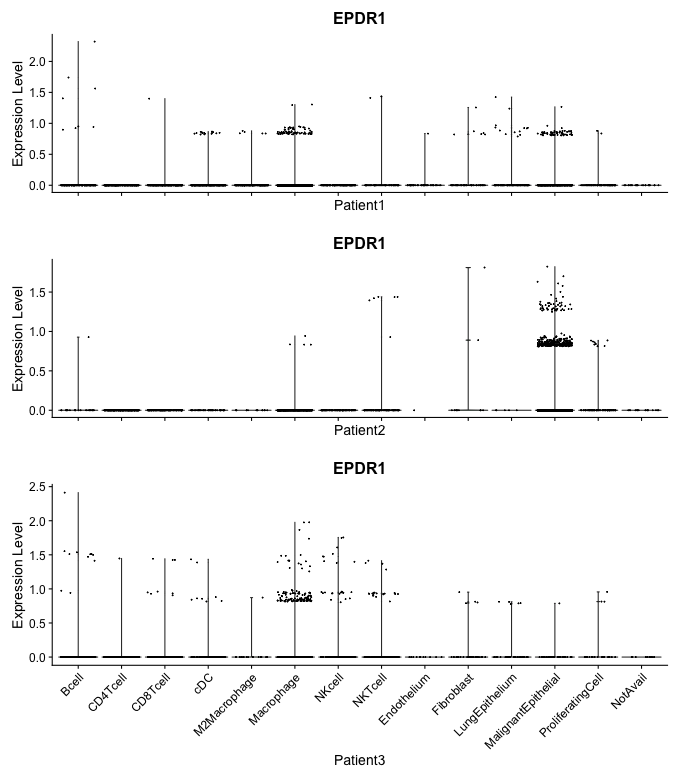 EPDR1
Expression Level
2.0
1.5
1.0
0.5
0.0
Patient1
EPDR1
Expression Level
1.5
1.0
0.5
0.0
Patient2
EPDR1
Expression Level
2.5
2.0
1.5
1.0
0.5
0.0
Bcell
CD4Tcell
CD8Tcell
cDC
M2Macrophage
Macrophage
NKcell
NKTcell
Endothelium
Fibroblast
LungEpithelium
MalignantEpithelial
ProliferatingCell
NotAvail
Patient3